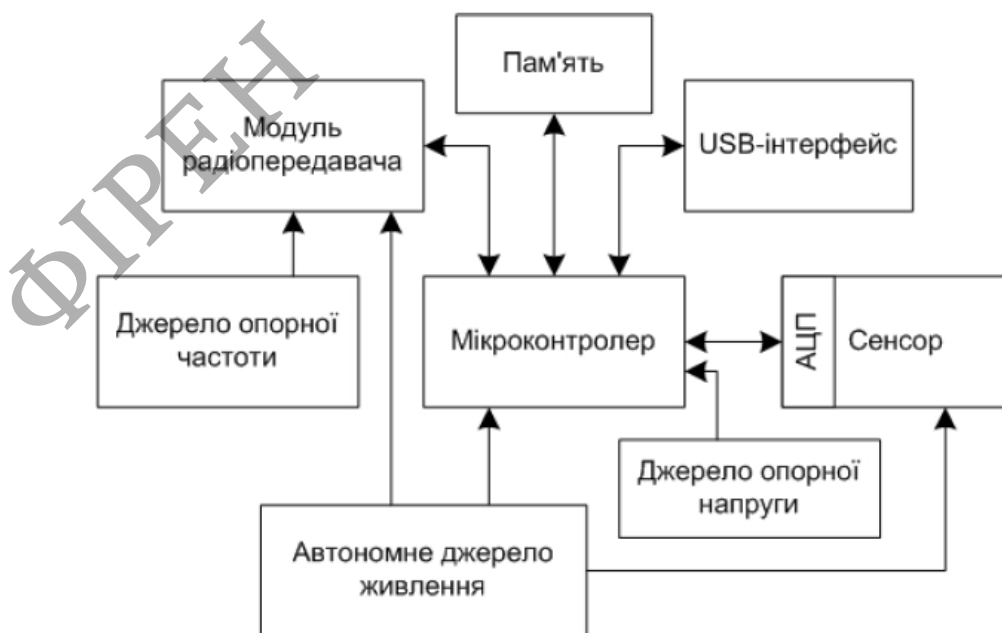 Пам'ять
Модуль
радіопередавача
USB-інтерфейс
ФІРЕН
Джерело опорної
частоти
Мікроконтролер
АЦП
Сенсор
Джерело опорної
напруги
Автономне джерело
живлення